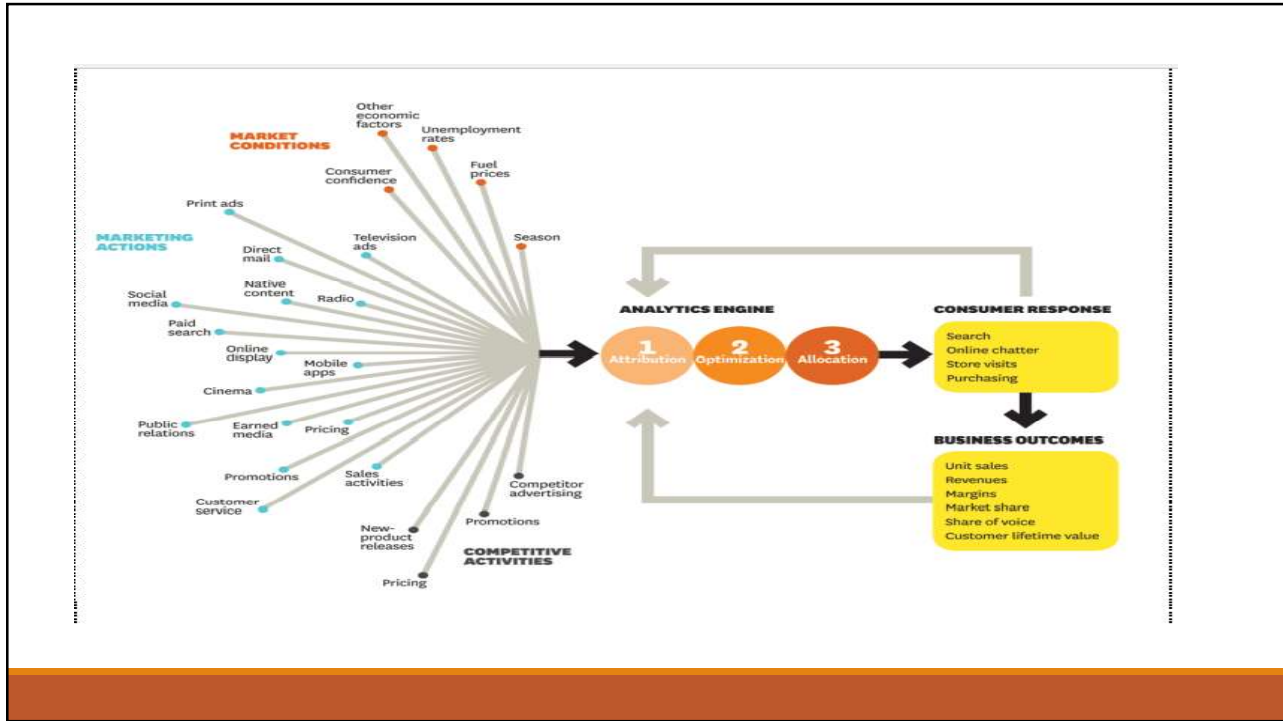 Other
economic
factors
Unemployment
rates
MARKET
CONDITIONS
Fuel
prices
Consumer
confidence
Print ads
MARKETING
ACTIONS
Television
ads
Season
Direct
mail
Native
content
Radio
Social
media
Paid
search
Online
display
Mobile
apps
Cinema
Public
relations
Earned
media
Pricing
Promotions
Sales
activities
Customer
service
Competitor
advertising
Promotions
New-
product
releases
COMPETITIVE
ACTIVITIES
Pricing
ANALYTICS ENGINE
1
Attribution
2
Optimization
3
Allocation
CONSUMER RESPONSE
Search
Online chatter
Store visits
Purchasing
BUSINESS OUTCOMES
Unit sales
Revenues
Margins
Market share
Share of voice
Customer lifetime value